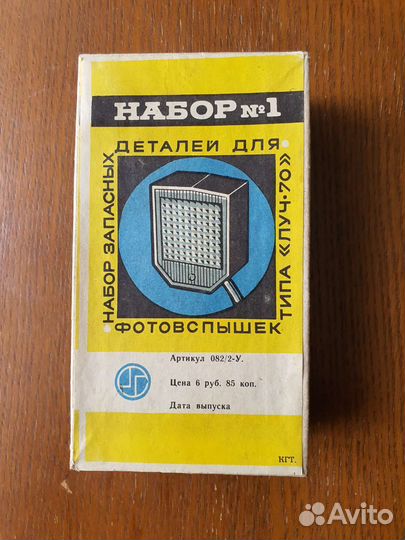 НАБОР №1
НАБОР ЗАПАСНЫХ
ДЕТАЛЕЙ ДЛЯ
ФОТОВСПЫШЕК
ТИПА «ЛУЧ·70»
Артикул 082/2-У.
Цена 6 руб. 85 коп.
Дата выпуска
КГТ.
Avito